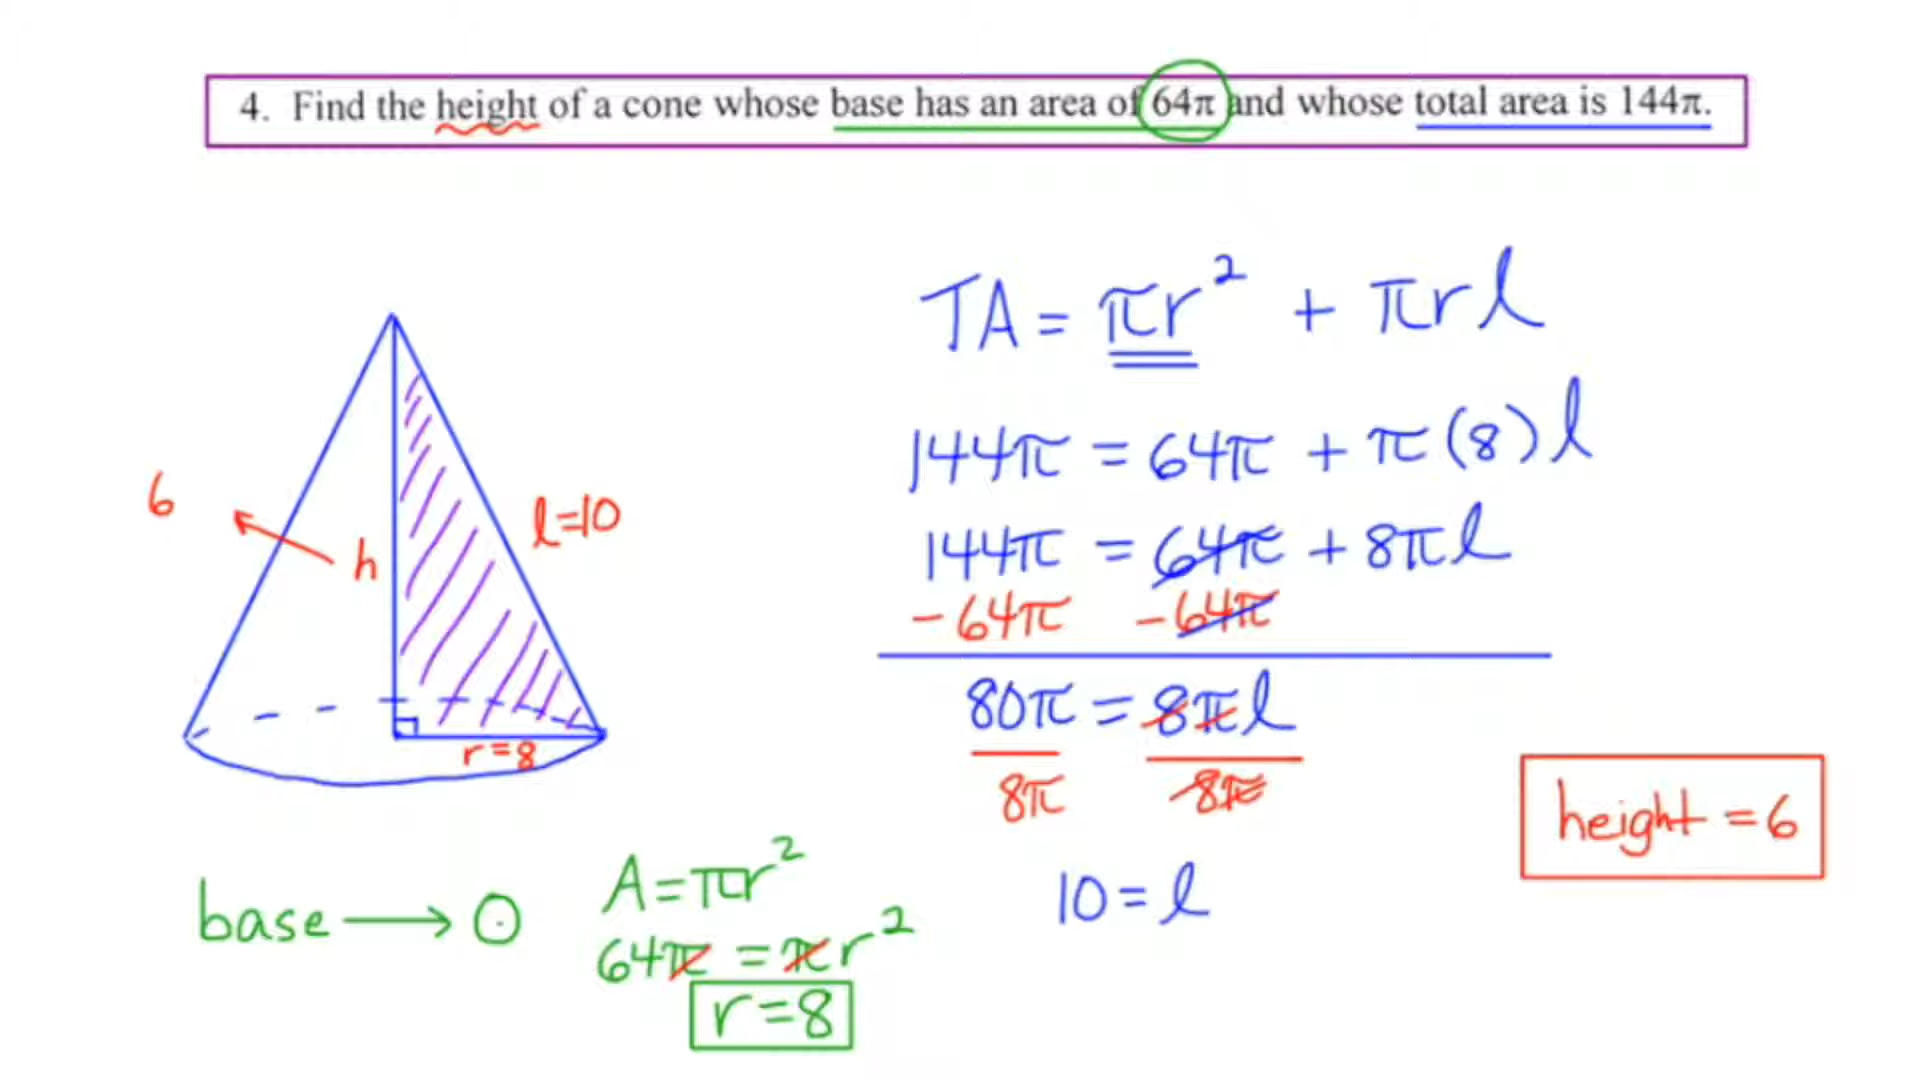 4. Find the height of a cone whose base has an area of 64π and whose total area is 144π.
TA = πr² + πrl
144π = 64π + π(8)l
144π = 64π + 8πl
-64π -64π
80π = 8πl
8π 8π
10 = l
6
h
l=10
r=8
base → ⊙
A = πr²
64π = πr²
r=8
height = 6